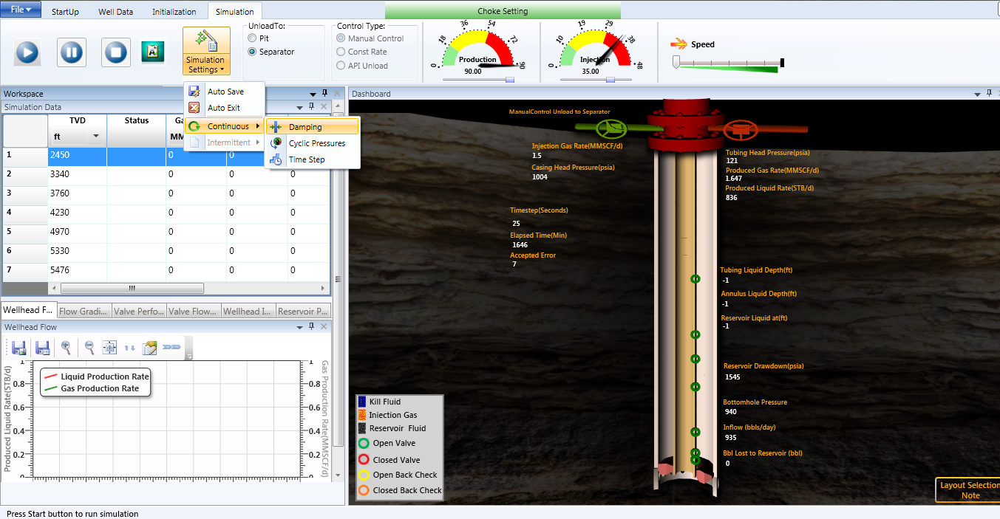 File
StartUp
Well Data
Initialization
Simulation
Choke Setting
Simulation
Settings
UnloadTo:
Pit
Separator
Control Type:
Manual Control
Const Rate
API Unload
0
18
36
54
72
90
Production
90.00
0
10
19
29
38
48
Injection
35.00
Speed
Auto Save
Auto Exit
Continuous
Intermittent
Damping
Cyclic Pressures
Time Step
Workspace
Simulation Data
TVD
Status
Ga
ft
MM
1 2450 0 0
2 3340 0 0
3 3760 0 0
4 4230 0 0
5 4970 0 0
6 5330 0 0
7 5476 0 0
Wellhead F...
Flow Gradi...
Valve Perfo...
Valve Flow...
Wellhead I...
Reservoir P...
Wellhead Flow
Liquid Production Rate
Gas Production Rate
Produced Liquid Rate(STB/d)
1
0.8
0.6
0.4
0.2
0
1
0.8
0.6
0.4
0.2
0
Gas Production Rate(MMSCF/d)
Dashboard
ManualControl Unload to Separator
Injection Gas Rate(MMSCF/d)
1.5
Casing Head Pressure(psia)
1004
Timestep(Seconds)
25
Elapsed Time(Min)
1646
Accepted Error
7
Tubing Head Pressure(psia)
121
Produced Gas Rate(MMSCF/d)
1.647
Produced Liquid Rate(STB/d)
836
Tubing Liquid Depth(ft)
-1
Annulus Liquid Depth(ft)
-1
Reservoir Liquid at(ft)
-1
Reservoir Drawdown(psia)
1545
Bottomhole Pressure
940
Inflow (bbls/day)
935
Bbl Lost to Reservoir (bbl)
0
Kill Fluid
Injection Gas
Reservoir Fluid
Open Valve
Closed Valve
Open Back Check
Closed Back Check
Layout Selection
Note
Press Start button to run simulation